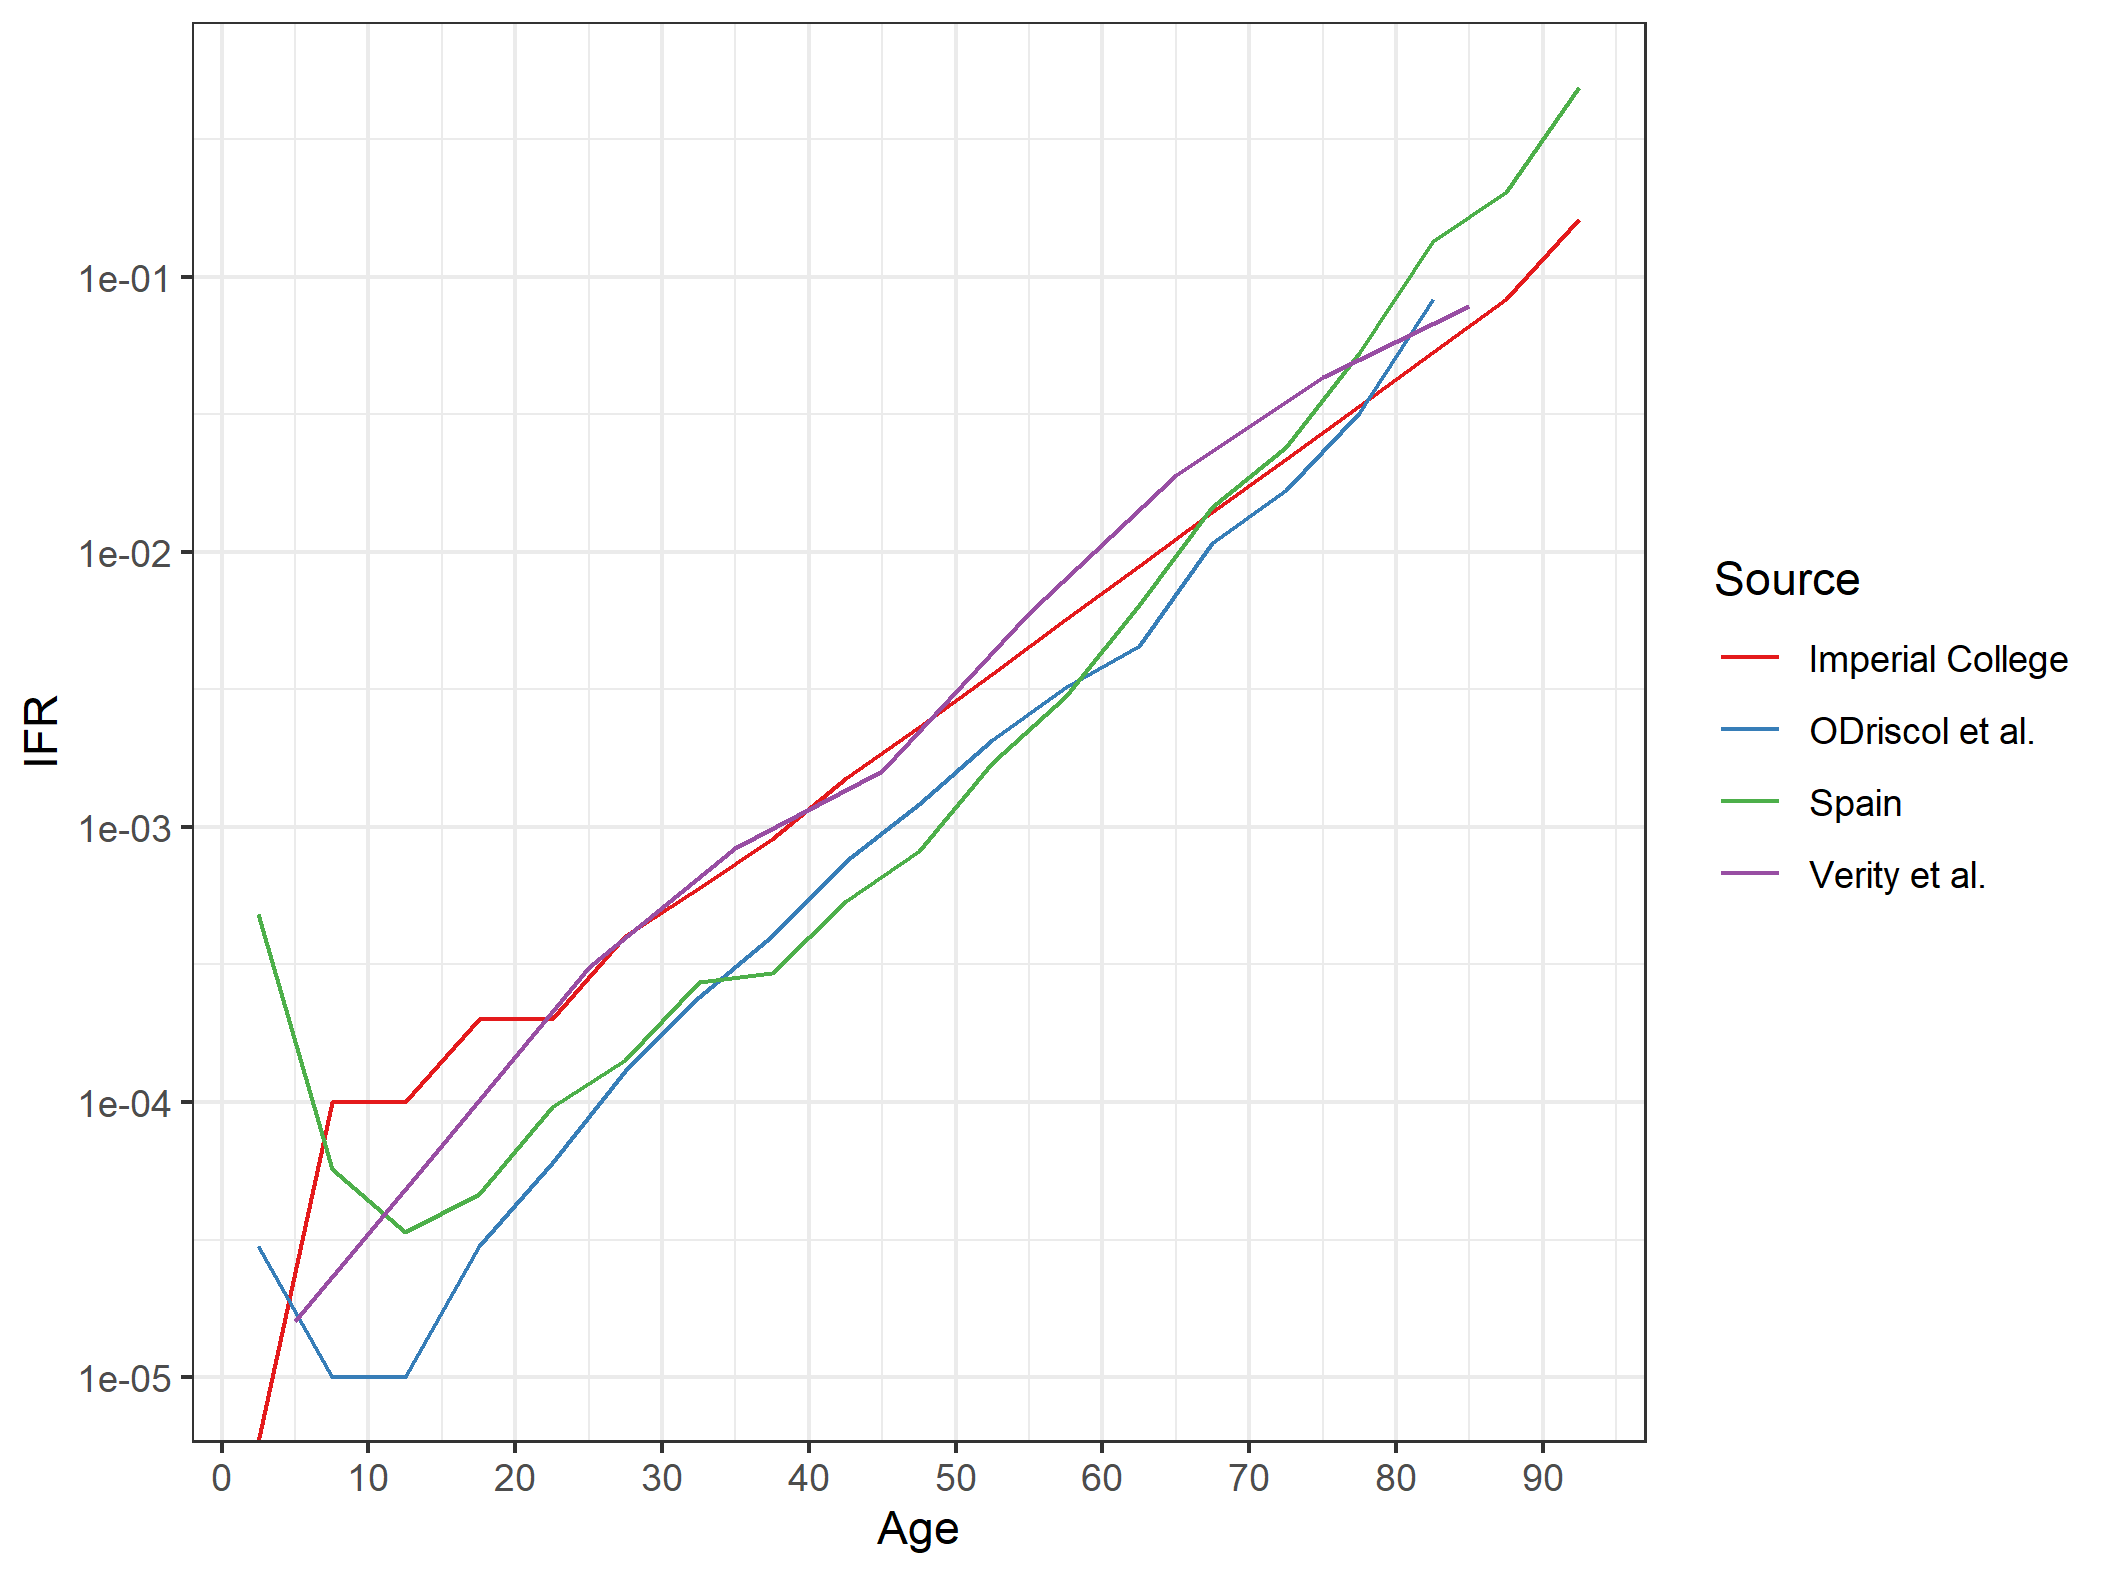 1e-01
1e-02
1e-03
1e-04
1e-05
IFR
0 10 20 30 40 50 60 70 80 90
Age
Source
Imperial College
ODriscol et al.
Spain
Verity et al.